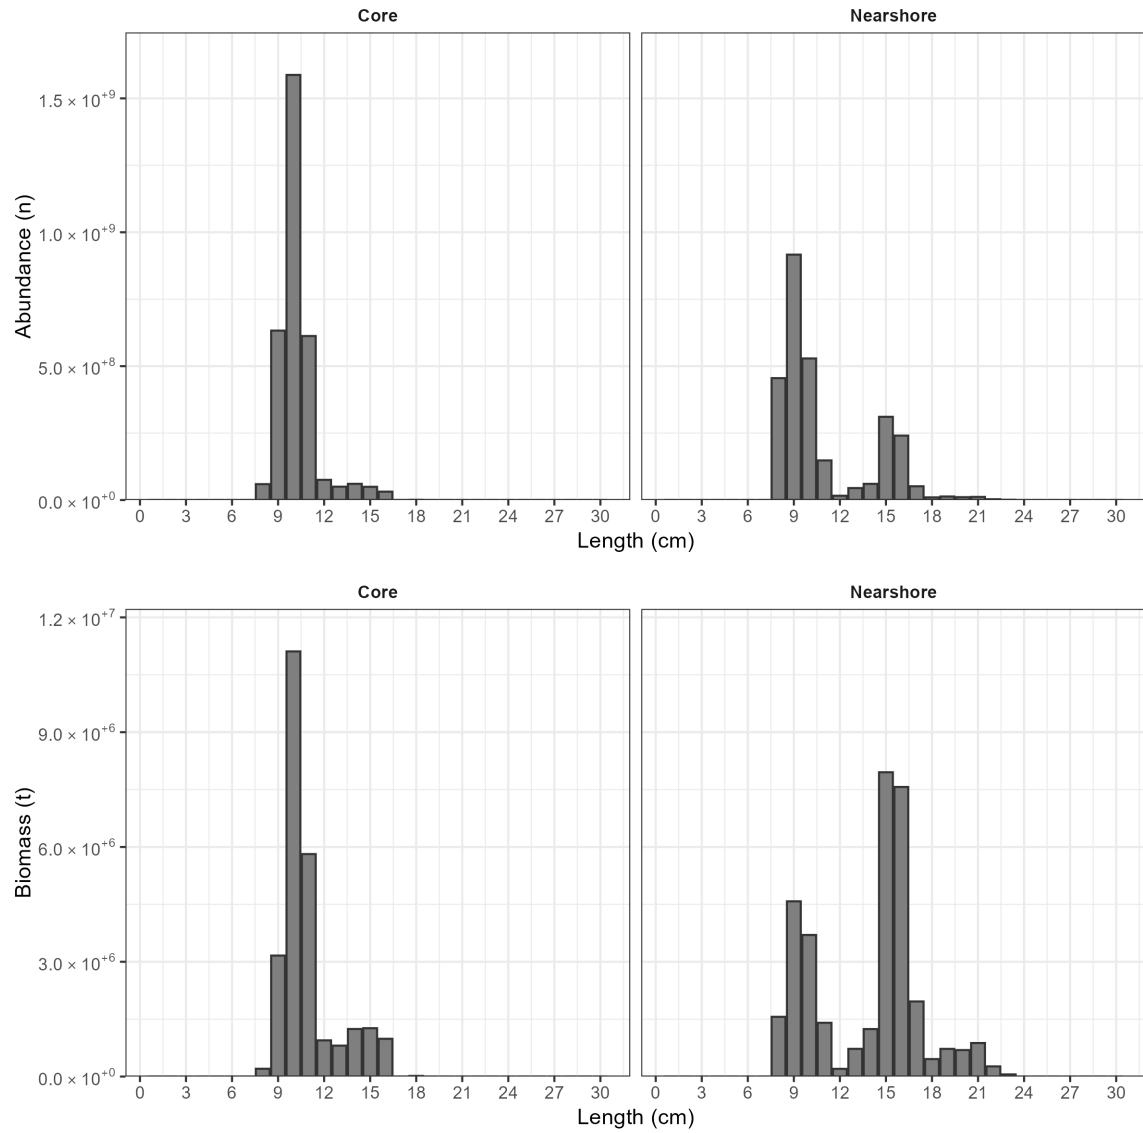 Core Nearshore
1.5 × 10⁺⁹
1.0 × 10⁺⁹
5.0 × 10⁺⁸
0.0 × 10⁺⁰
Abundance (n)
0 3 6 9 12 15 18 21 24 27 30 0 3 6 9 12 15 18 21 24 27 30
Length (cm)
Core Nearshore
1.2 × 10⁺⁷
9.0 × 10⁺⁶
6.0 × 10⁺⁶
3.0 × 10⁺⁶
0.0 × 10⁺⁰
Biomass (t)
0 3 6 9 12 15 18 21 24 27 30 0 3 6 9 12 15 18 21 24 27 30
Length (cm)